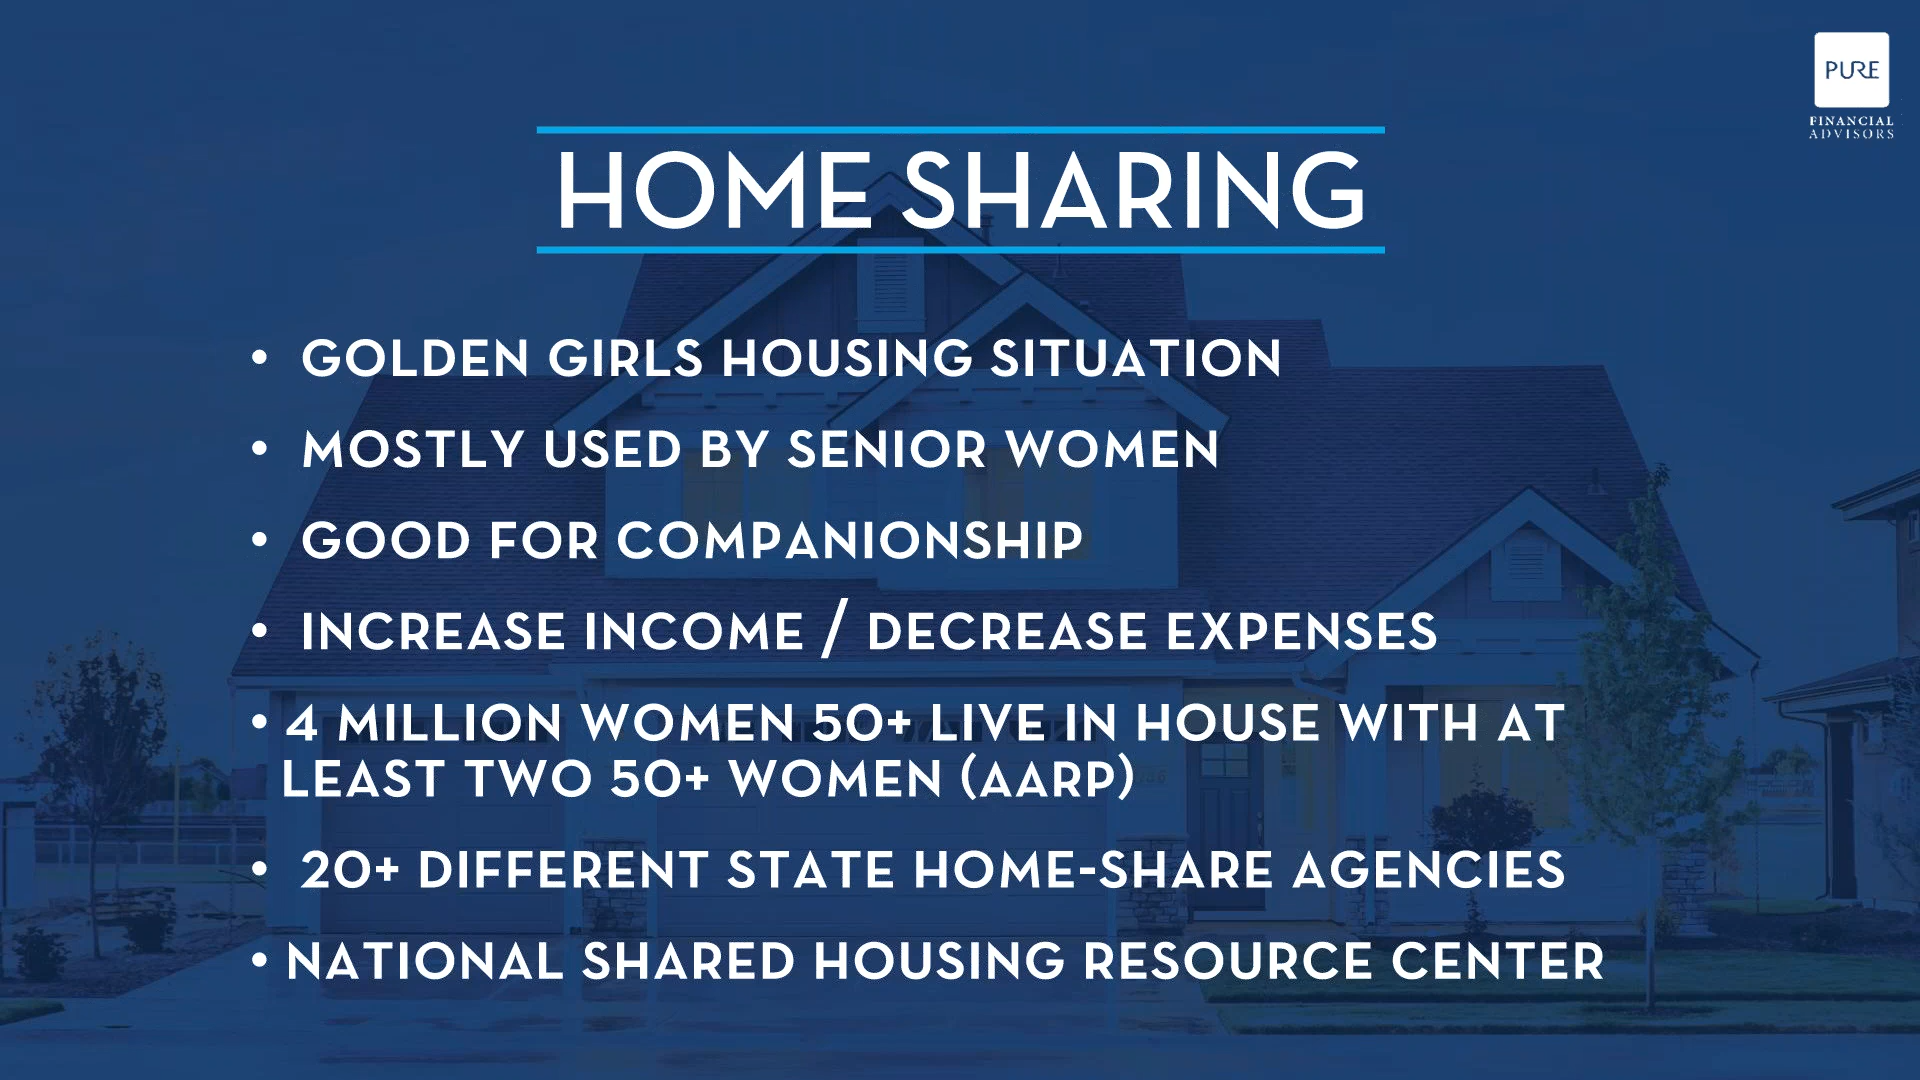 PURE
FINANCIAL
ADVISORS
HOME SHARING
• GOLDEN GIRLS HOUSING SITUATION
• MOSTLY USED BY SENIOR WOMEN
• GOOD FOR COMPANIONSHIP
• INCREASE INCOME / DECREASE EXPENSES
• 4 MILLION WOMEN 50+ LIVE IN HOUSE WITH AT
LEAST TWO 50+ WOMEN (AARP)
• 20+ DIFFERENT STATE HOME-SHARE AGENCIES
• NATIONAL SHARED HOUSING RESOURCE CENTER